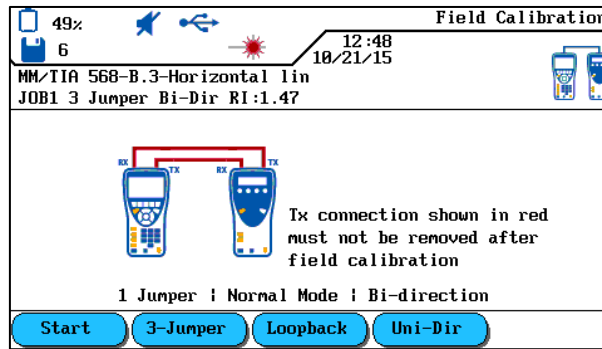 49% Field Calibration
6 12:48
10/21/15
MM/TIA 568-B.3-Horizontal lin
JOB1 3 Jumper Bi-Dir RI:1.47
RX TX RX TX
Tx connection shown in red
must not be removed after
field calibration
1 Jumper ¦ Normal Mode ¦ Bi-direction
Start 3-Jumper Loopback Uni-Dir